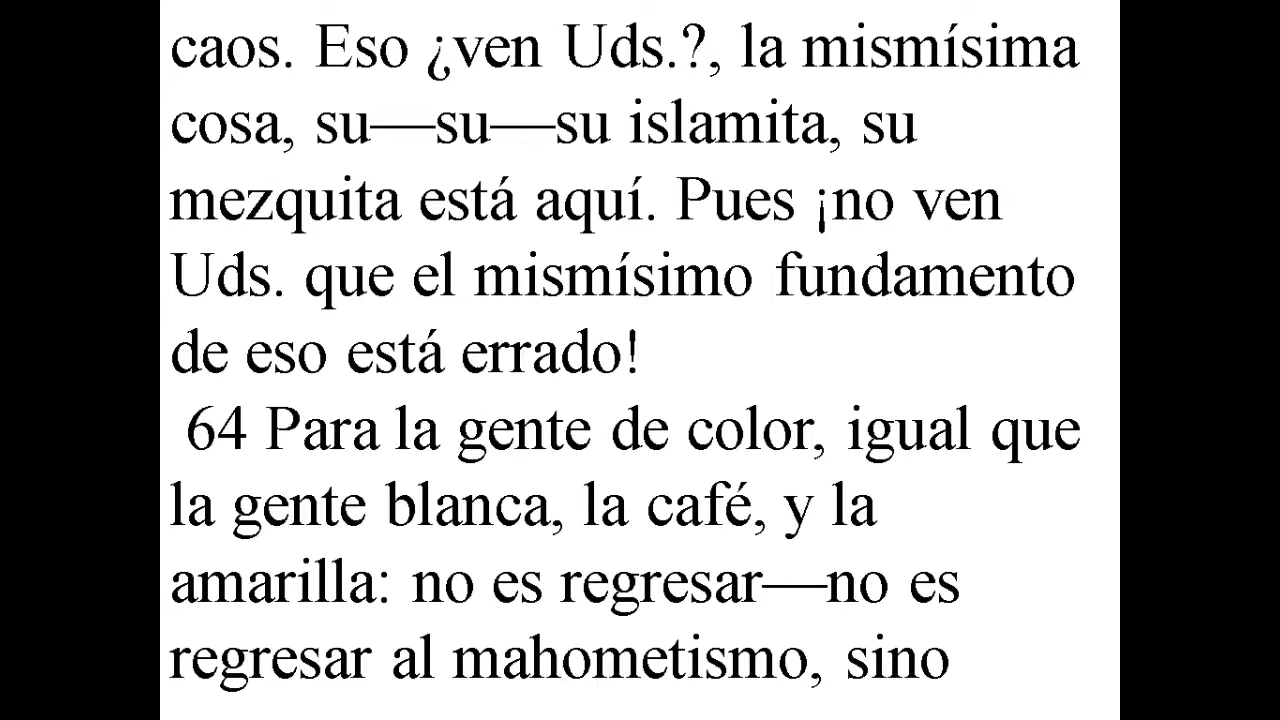 caos. Eso ¿ven Uds.?, la mismísima
cosa, su—su—su islamita, su
mezquita está aquí. Pues ¡no ven
Uds. que el mismísimo fundamento
de eso está errado!
64 Para la gente de color, igual que
la gente blanca, la café, y la
amarilla: no es regresar—no es
regresar al mahometismo, sino